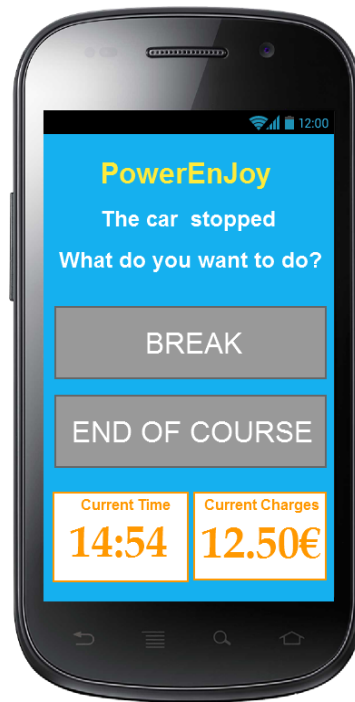 12:00
PowerEnJoy
The car stopped
What do you want to do?
BREAK
END OF COURSE
Current Time
14:54
Current Charges
12.50€